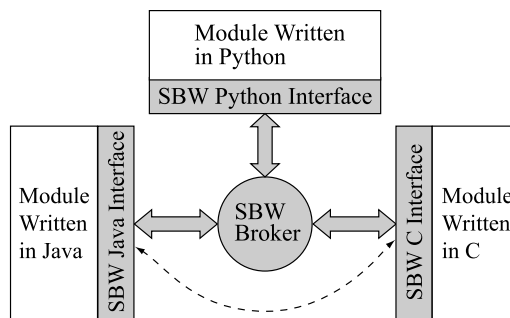 Module Written
in Python
SBW Python Interface
Module
Written
in Java
SBW Java Interface
SBW
Broker
SBW C Interface
Module
Written
in C